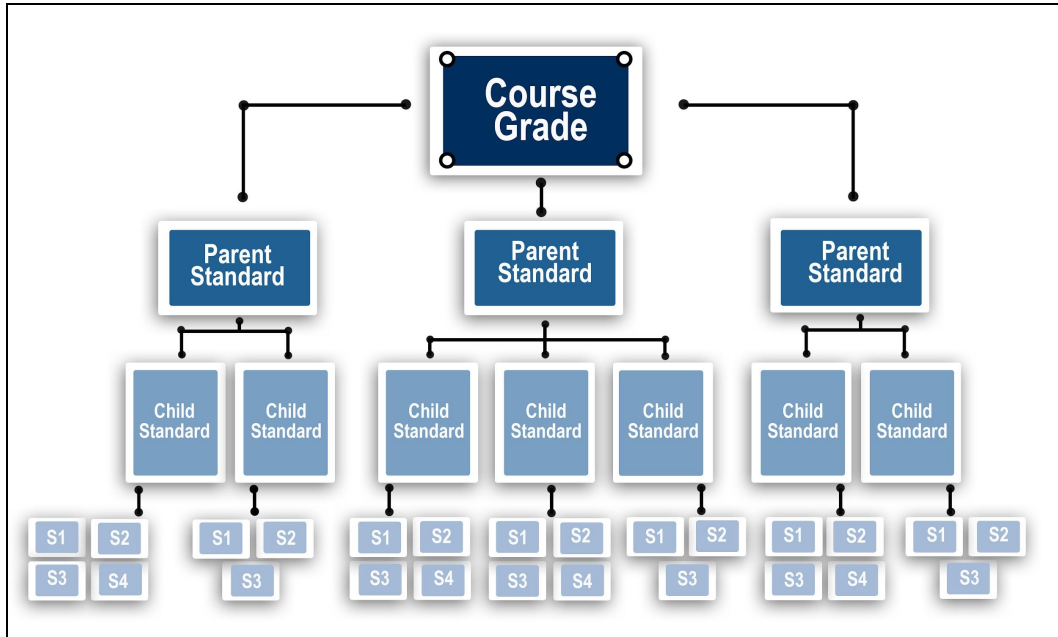 Course
Grade
Parent
Standard
Parent
Standard
Parent
Standard
Child
Standard
Child
Standard
Child
Standard
Child
Standard
Child
Standard
Child
Standard
Child
Standard
S1 S2
S3 S4
S1 S2
S3
S1 S2
S3 S4
S1 S2
S3 S4
S1 S2
S3
S1 S2
S3 S4
S1 S2
S3